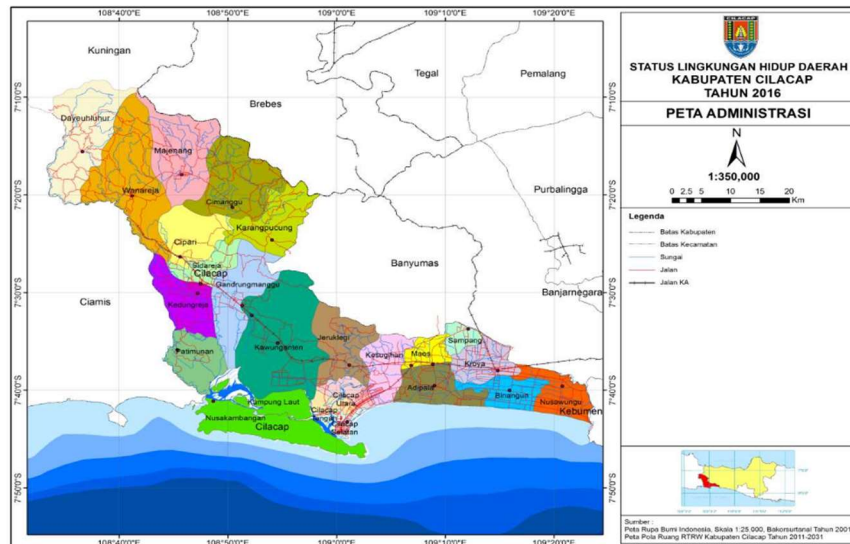 108°40'0"E 108°50'0"E 109°0'0"E 109°10'0"E 109°20'0"E
CILACAP
STATUS LINGKUNGAN HIDUP DAERAH
KABUPATEN CILACAP
TAHUN 2016
PETA ADMINISTRASI
N
1:350,000
0 2.5 5 10 15 20
Km
Legenda
Batas Kabupaten
Batas Kecamatan
Sungai
Jalan
Jalan KA
Kuningan
Tegal
Pemalang
Brebes
7°10'0"S
Dayeuhluhur
Majenang
Wanareja
Cimanggu
7°20'0"S
Purbalingga
Karangpucung
Cipari
Sidareja
Cilacap
Gandrungmangu
Banyumas
Ciamis
7°30'0"S
Banjarnegara
Kedungreja
Kawunganten
Jeruklegi
Sampang
Patimunan
Kesugihan
Maos
Kroya
7°40'0"S
Adipala
Binangun
Nusawungu
Kebumen
Kampung Laut
Cilacap
Utara
Nusakambangan
Cilacap
Tengah
Cilacap
Cilacap
Selatan
7°50'0"S
Sumber :
Peta Rupa Bumi Indonesia, Skala 1:25.000, Bakorsurtanal Tahun 2001
Peta Pola Ruang RTRW Kabupaten Cilacap Tahun 2011-2031